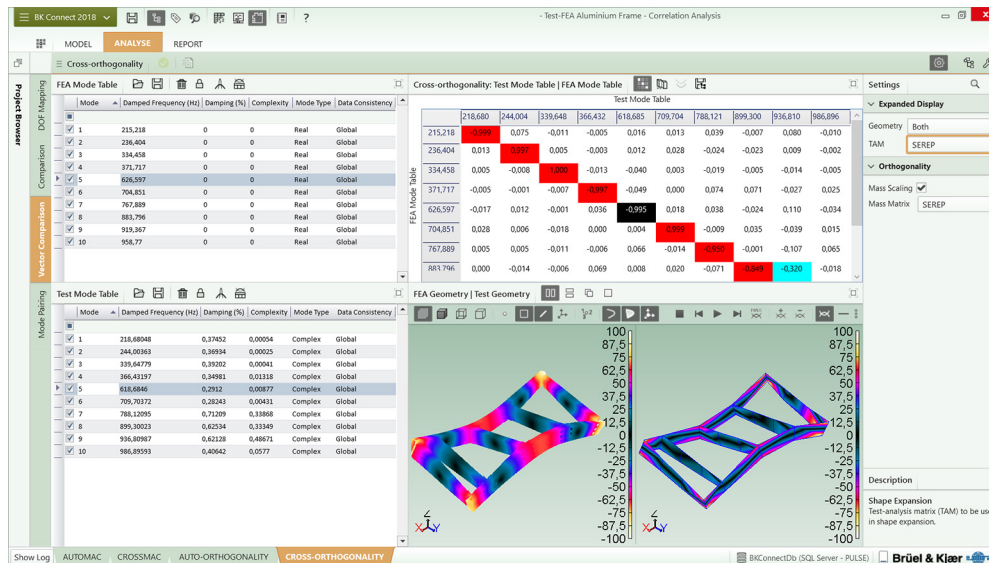 BK Connect 2018
?
- Test-FEA Aluminium Frame - Correlation Analysis
MODEL ANALYSE REPORT
Cross-orthogonality
Project Browser
DOF Mapping
Comparison
Vector Comparison
Mode Pairing
FEA Mode Table
Mode Damped Frequency (Hz) Damping (%) Complexity Mode Type Data Consistency
1 215,218 0 0 Real Global
2 236,404 0 0 Real Global
3 334,458 0 0 Real Global
4 371,717 0 0 Real Global
5 626,597 0 0 Real Global
6 704,851 0 0 Real Global
7 767,889 0 0 Real Global
8 883,796 0 0 Real Global
9 919,367 0 0 Real Global
10 958,77 0 0 Real Global
Cross-orthogonality: Test Mode Table | FEA Mode Table
Test Mode Table
FEA Mode Table
218,680 244,004 339,648 366,432 618,685 709,704 788,121 899,300 936,810 986,896
215,218 -0,999 0,075 -0,011 -0,005 0,016 0,013 0,039 -0,007 0,080 -0,010
236,404 0,013 0,997 0,005 -0,003 0,012 0,028 -0,024 -0,023 0,009 -0,002
334,458 0,005 -0,008 1,000 -0,013 -0,040 0,003 -0,019 -0,005 -0,014 -0,005
371,717 -0,005 -0,001 -0,007 -0,997 -0,049 0,000 0,074 0,071 -0,027 0,025
626,597 -0,017 0,012 -0,001 0,036 -0,995 0,018 0,038 -0,024 0,110 -0,034
704,851 0,028 0,006 -0,018 0,000 0,004 0,999 -0,009 0,035 -0,039 0,015
767,889 0,005 0,005 -0,011 -0,006 0,066 -0,014 -0,950 -0,001 -0,107 0,065
883,796 0,000 -0,014 -0,006 0,069 0,008 0,020 -0,071 -0,849 -0,320 -0,018
Settings
Expanded Display
Geometry Both
TAM SEREP
Orthogonality
Mass Scaling
Mass Matrix SEREP
Test Mode Table
Mode Damped Frequency (Hz) Damping (%) Complexity Mode Type Data Consistency
1 218,68048 0,37452 0,00054 Complex Global
2 244,00363 0,36934 0,00025 Complex Global
3 339,64779 0,39202 0,00041 Complex Global
4 366,43197 0,34981 0,01318 Complex Global
5 618,6846 0,2912 0,00877 Complex Global
6 709,70372 0,28243 0,00431 Complex Global
7 788,12095 0,71209 0,33868 Complex Global
8 899,30023 0,62534 0,33349 Complex Global
9 936,80987 0,62128 0,48671 Complex Global
10 986,89593 0,40642 0,0577 Complex Global
FEA Geometry | Test Geometry
100 100
87,5 87,5
75 75
62,5 62,5
50 50
37,5 37,5
25 25
12,5 12,5
0 0
-12,5 -12,5
-25 -25
-37,5 -37,5
-50 -50
-62,5 -62,5
-75 -75
-87,5 -87,5
-100 -100
Z X Y
Z X Y
Description
Shape Expansion
Test-analysis matrix (TAM) to be use
in shape expansion.
Show Log AUTOMAC CROSSMAC AUTO-ORTHOGONALITY CROSS-ORTHOGONALITY
BKConnectDb (SQL Server - PULSE)
Brüel & Kjær